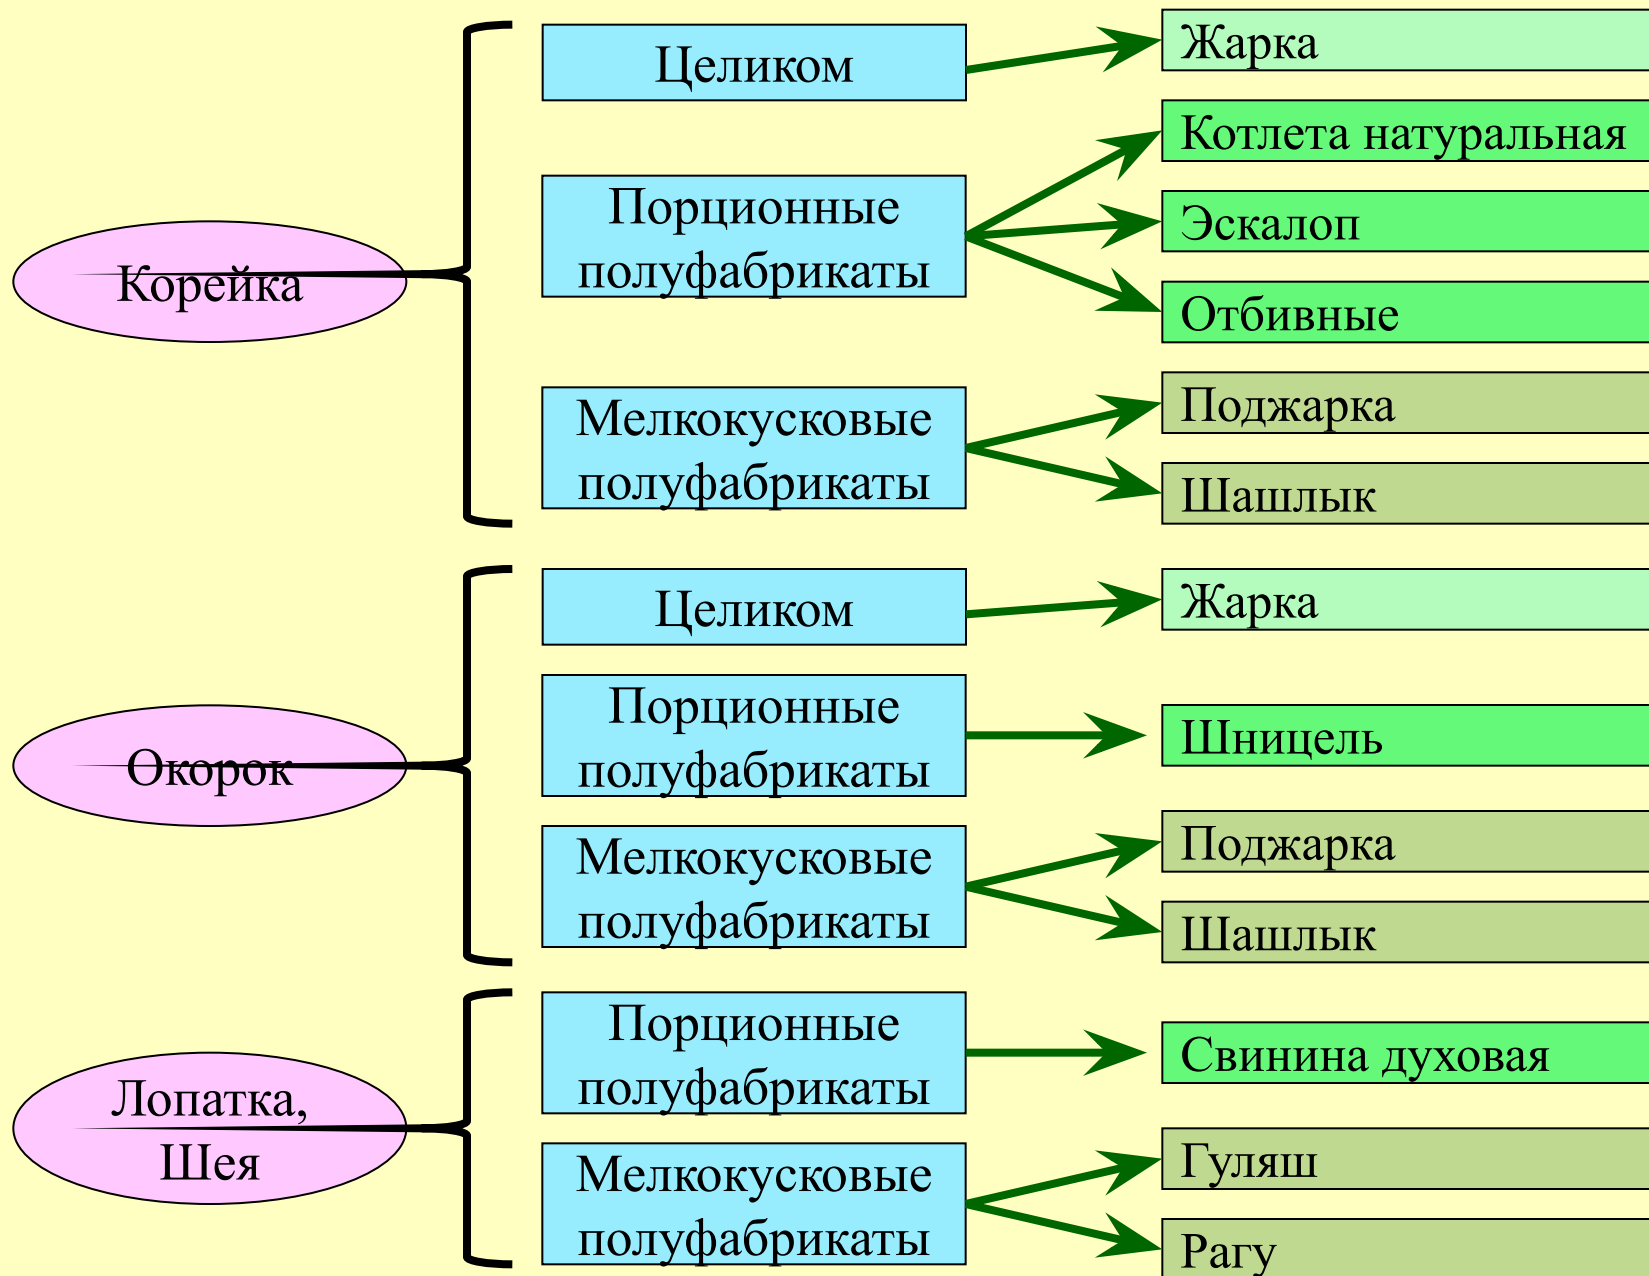 Корейка
Целиком
Жарка
Порционные
полуфабрикаты
Котлета натуральная
Эскалоп
Отбивные
Мелкокусковые
полуфабрикаты
Поджарка
Шашлык
Окорок
Целиком
Жарка
Порционные
полуфабрикаты
Шницель
Мелкокусковые
полуфабрикаты
Поджарка
Шашлык
Лопатка,
Шея
Порционные
полуфабрикаты
Свинина духовая
Мелкокусковые
полуфабрикаты
Гуляш
Рагу